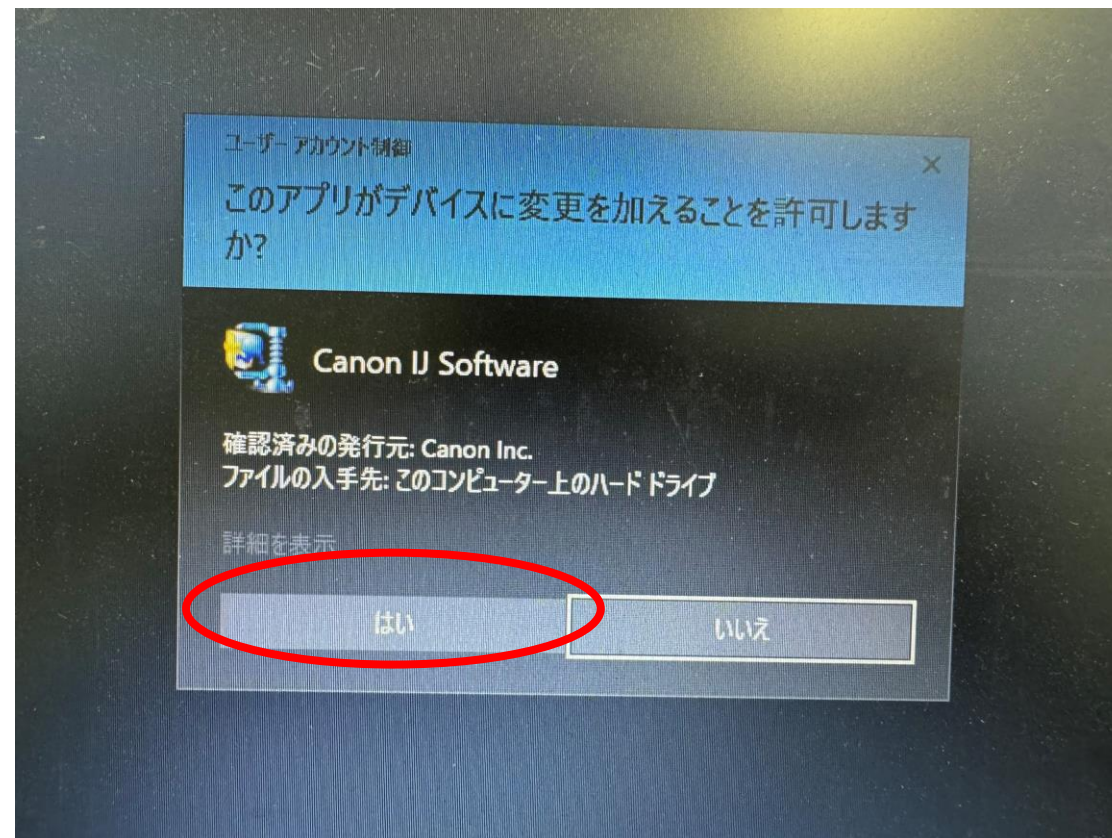 ユーザー アカウント制御
このアプリがデバイスに変更を加えることを許可します
か?
Canon IJ Software
確認済みの発行元: Canon Inc.
ファイルの入手先: このコンピューター上のハード ドライブ
詳細を表示
はい
いいえ